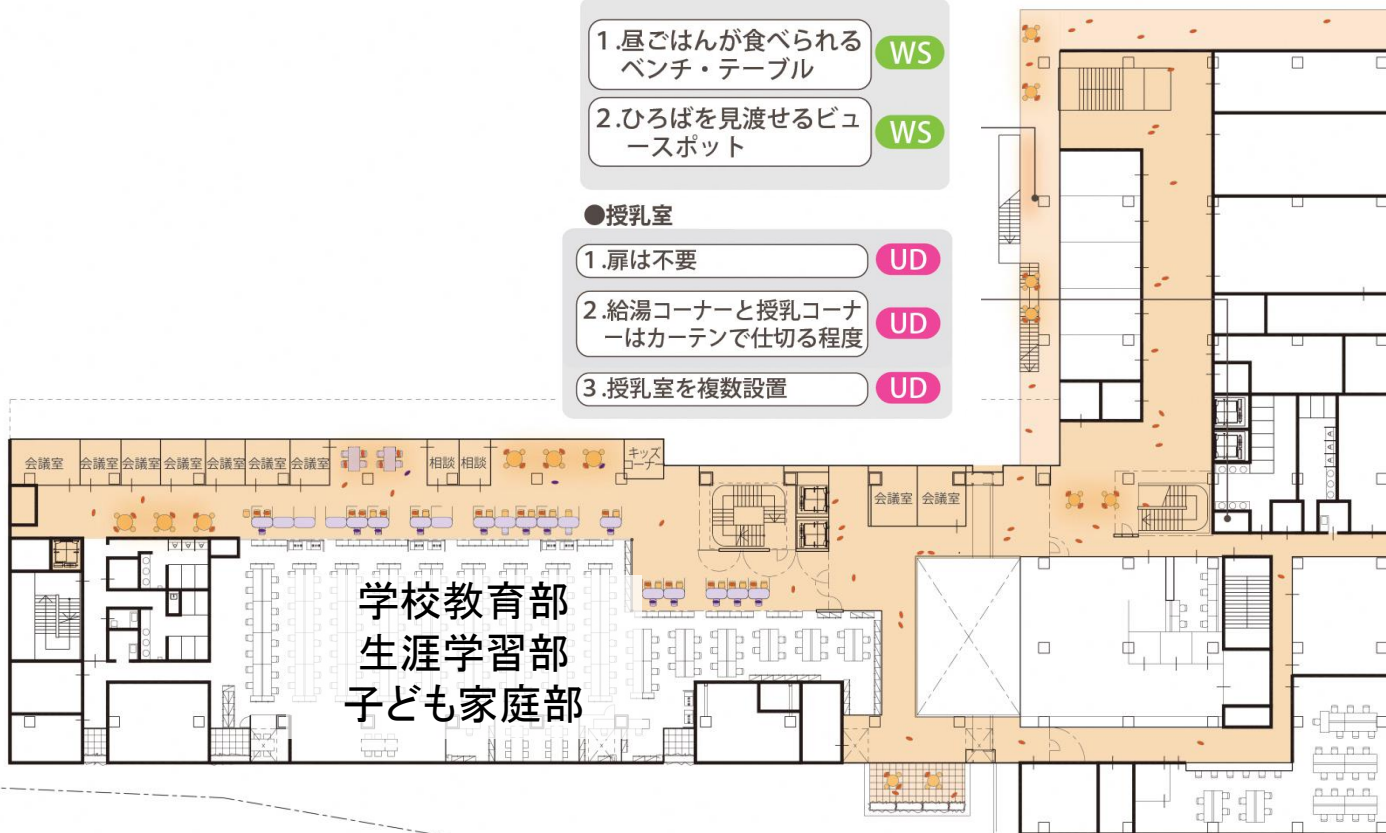 1.昼ごはんが食べられる
ベンチ・テーブル
WS
2.ひろばを見渡せるビュ
ースポット
WS
●授乳室
1.扉は不要
UD
2.給湯コーナーと授乳コーナ
ーはカーテンで仕切る程度
UD
3.授乳室を複数設置
UD
会議室
会議室
会議室
会議室
会議室
会議室
会議室
相談
相談
キッズ
コーナー
会議室
会議室
学校教育部
生涯学習部
子ども家庭部